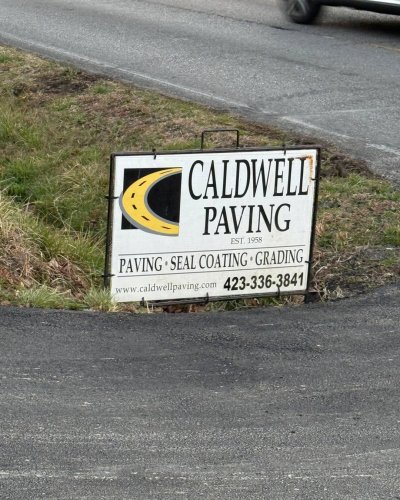 CALDWELL
PAVING
EST. 1958
PAVING • SEAL COATING • GRADING
www.caldwellpaving.com 423-336-3841